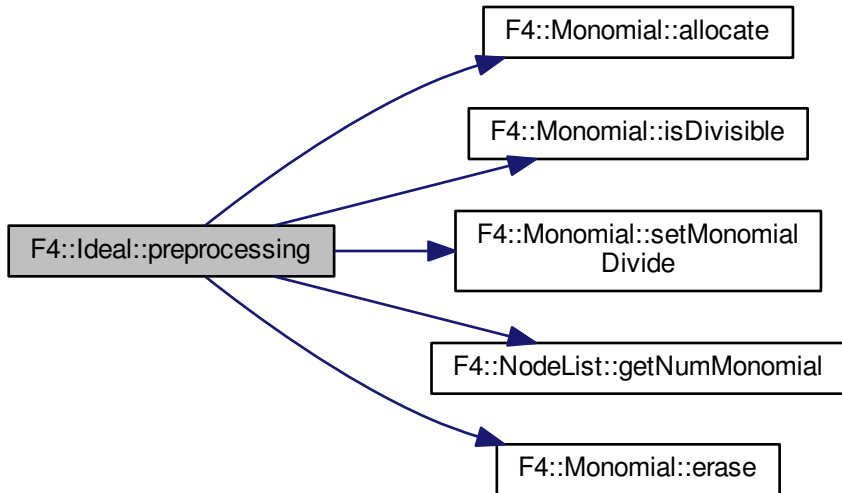 F4::Monomial::allocate
F4::Monomial::isDivisible
F4::Ideal::preprocessing
F4::Monomial::setMonomial
Divide
F4::NodeList::getNumMonomial
F4::Monomial::erase